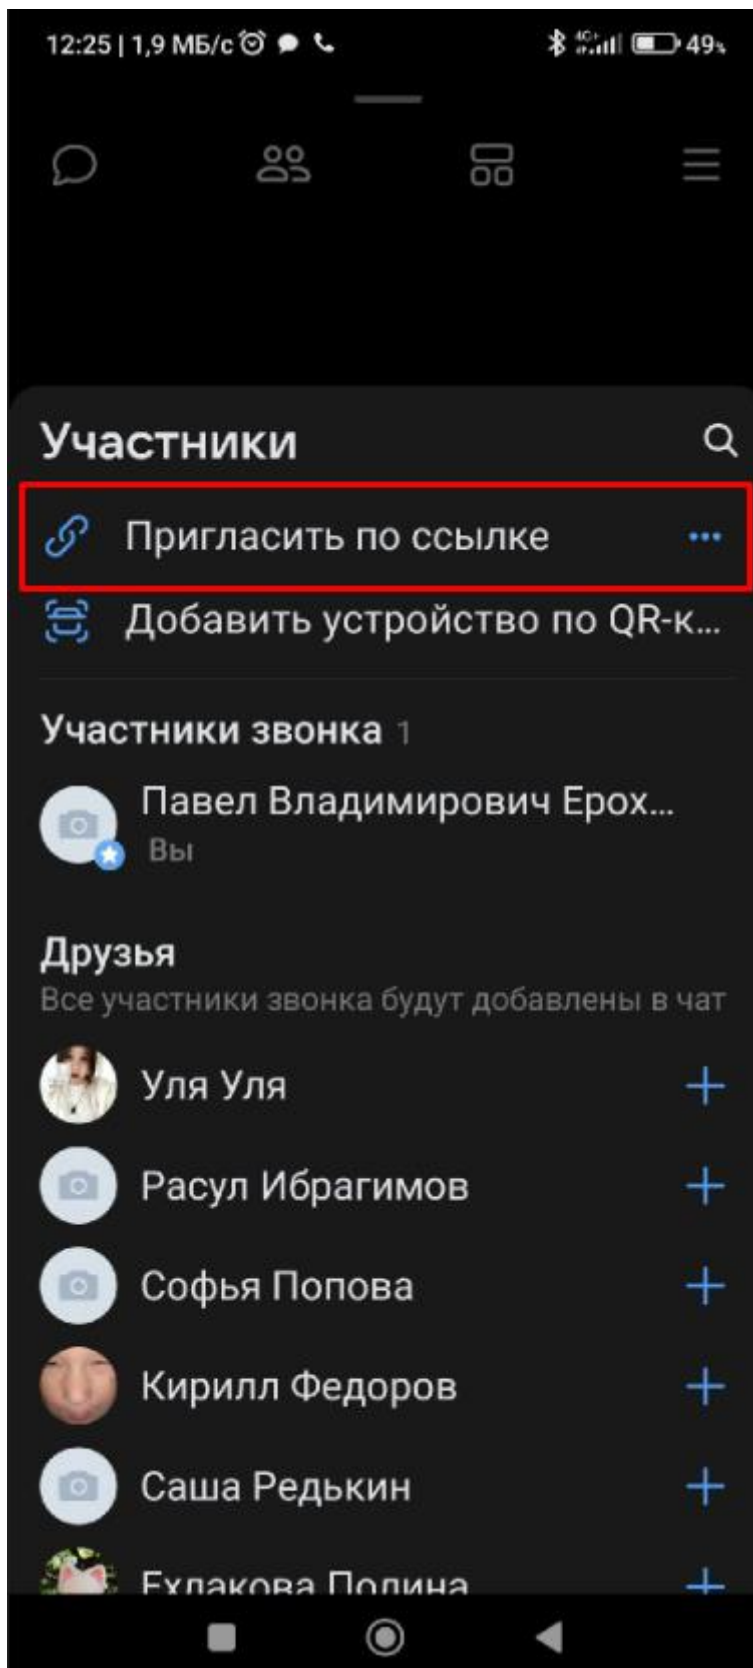 12:25 | 1,9 МБ/с
4G+
49%
Участники
Пригласить по ссылке
Добавить устройство по QR-к...
Участники звонка 1
Павел Владимирович Ерох...
Вы
Друзья
Все участники звонка будут добавлены в чат
Уля Уля
Расул Ибрагимов
Софья Попова
Кирилл Федоров
Саша Редькин
Ехлакова Полина